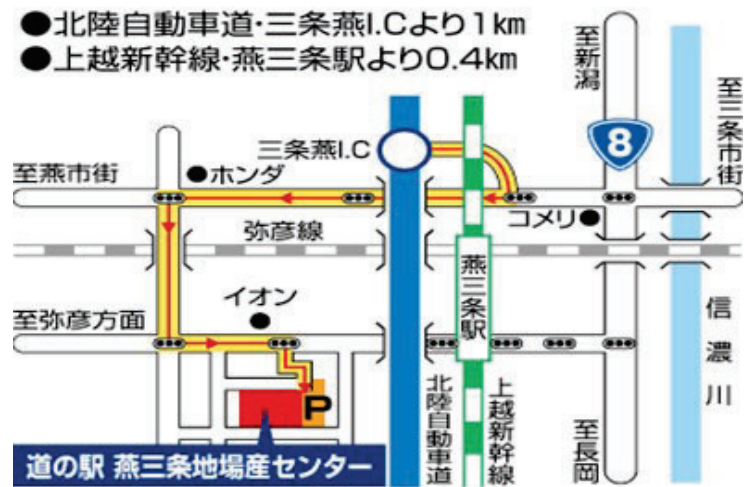 ●北陸自動車道・三条燕I.Cより1km
●上越新幹線・燕三条駅より0.4km
至新潟
至三条市街
8
三条燕I.C
至燕市街
●ホンダ
コメリ●
弥彦線
燕三条駅
イオン
至弥彦方面
信濃川
P
北陸自動車道
上越新幹線
至長岡
道の駅 燕三条地場産センター